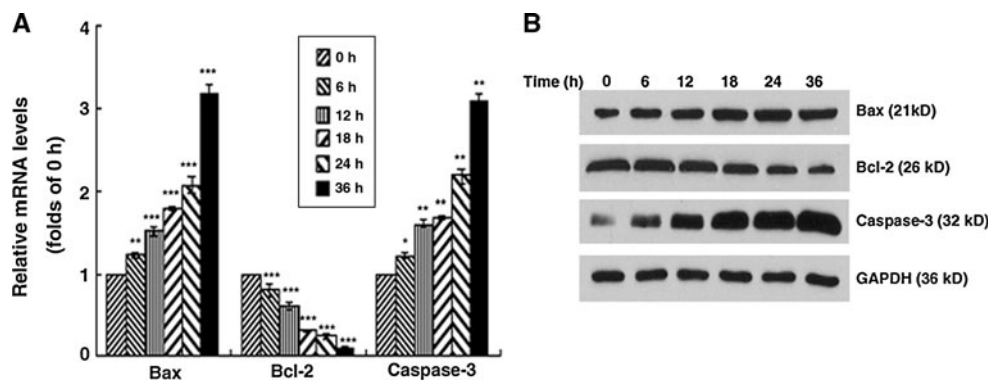 A
Relative mRNA levels
(folds of 0 h)
4
3
2
1
0
0 h
6 h
12 h
18 h
24 h
36 h
** *** *** *** ***
*** *** *** *** ***
* ** ** ** **
Bax Bcl-2 Caspase-3
B
Time (h) 0 6 12 18 24 36
Bax (21kD)
Bcl-2 (26 kD)
Caspase-3 (32 kD)
GAPDH (36 kD)